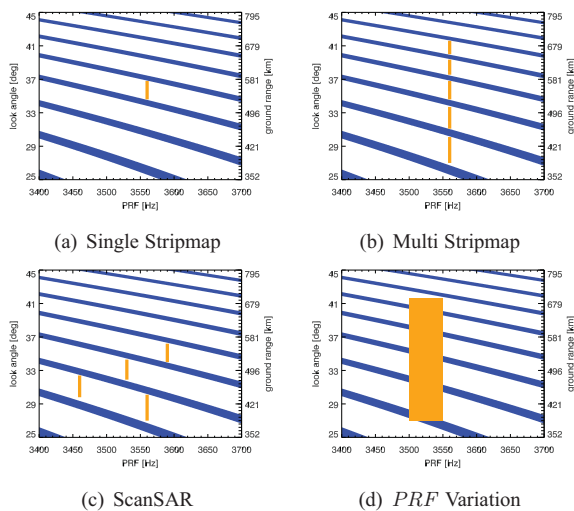 look angle [deg]
45
41
37
33
29
25
795
679
581
496
421
352
ground range [km]
3400 3450 3500 3550 3600 3650 3700
PRF [Hz]
(a) Single Stripmap
look angle [deg]
45
41
37
33
29
25
795
679
581
496
421
352
ground range [km]
3400 3450 3500 3550 3600 3650 3700
PRF [Hz]
(b) Multi Stripmap
look angle [deg]
45
41
37
33
29
25
795
679
581
496
421
352
ground range [km]
3400 3450 3500 3550 3600 3650 3700
PRF [Hz]
(c) ScanSAR
look angle [deg]
45
41
37
33
29
25
795
679
581
496
421
352
ground range [km]
3400 3450 3500 3550 3600 3650 3700
PRF [Hz]
(d) PRF Variation